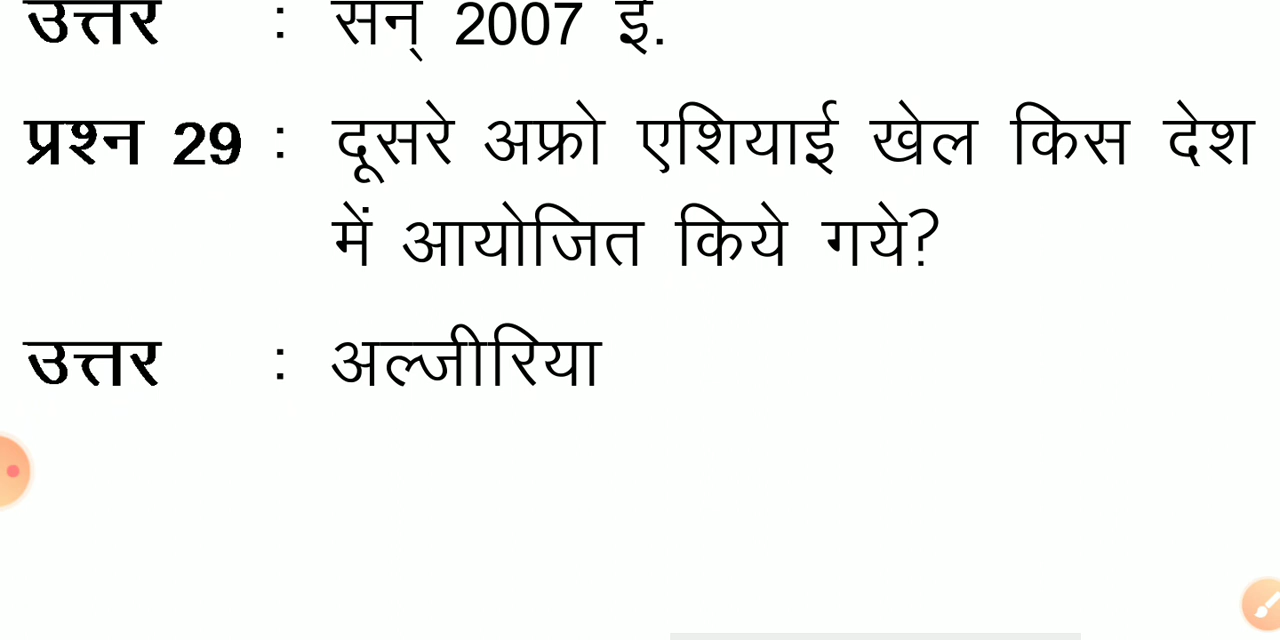 उत्तर : सन् 2007 ई.
प्रश्न 29 : दूसरे अफ्रो एशियाई खेल किस देश
में आयोजित किये गये?
उत्तर : अल्जीरिया